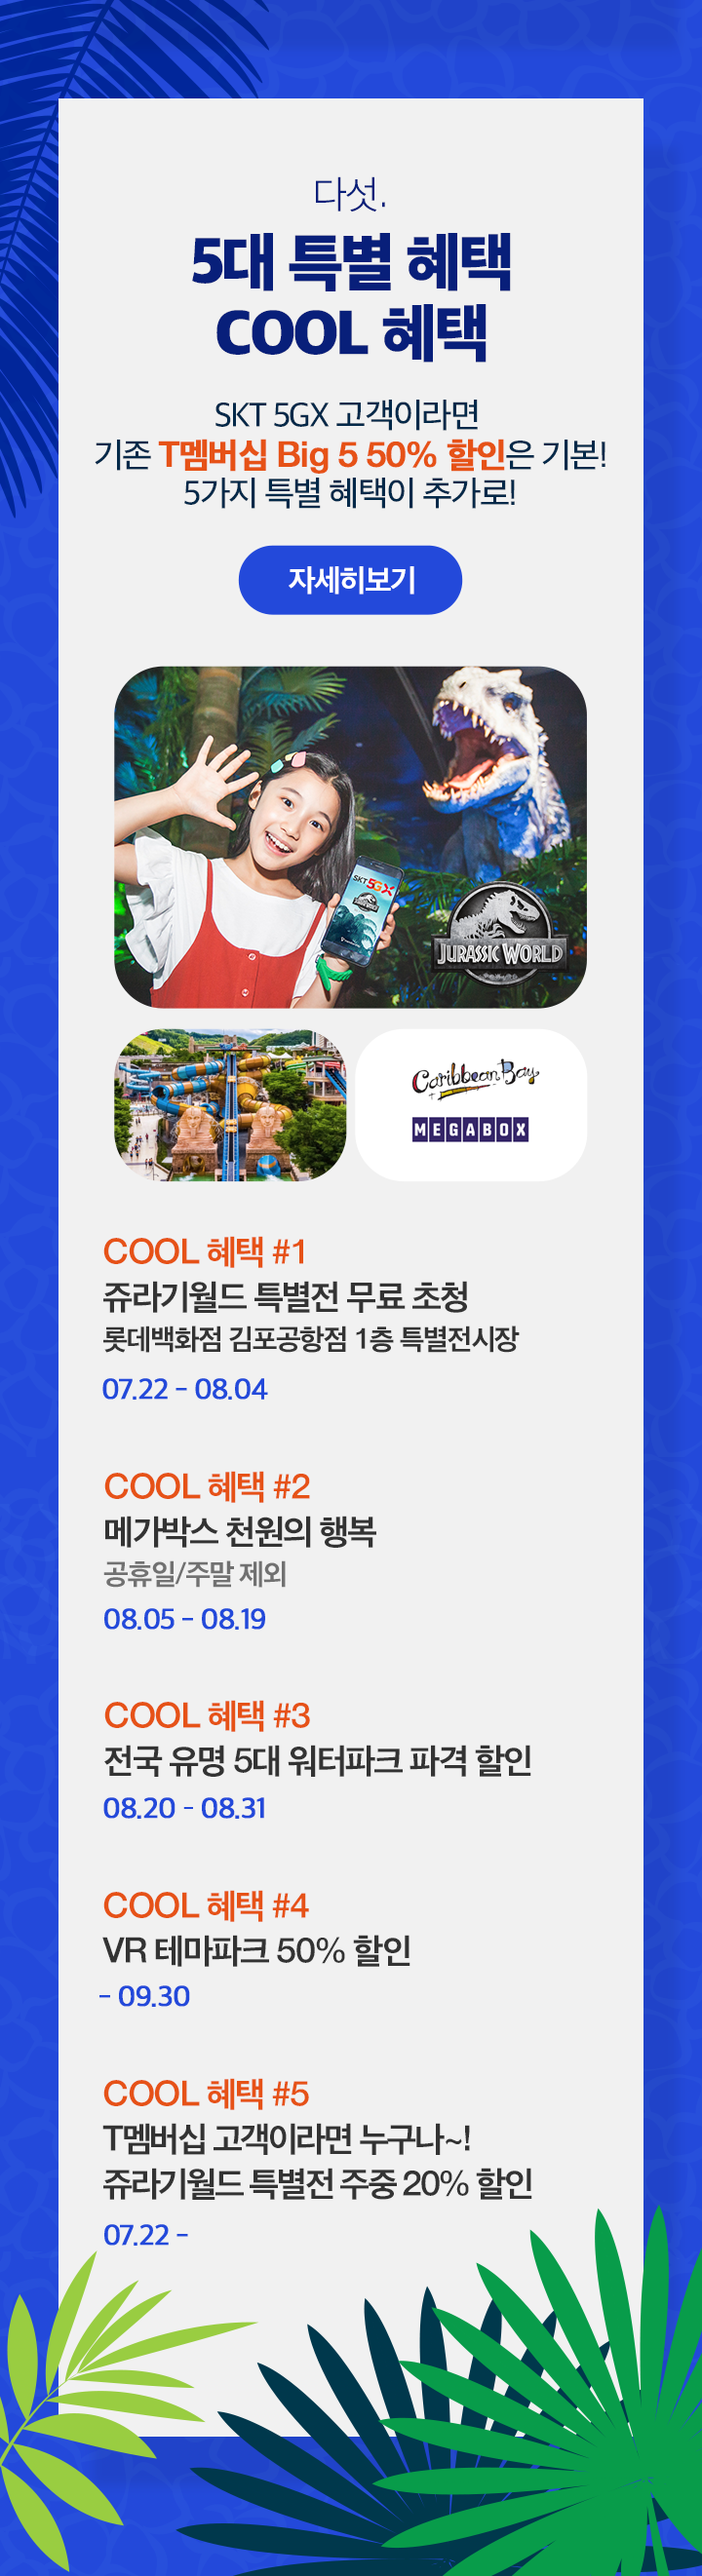 다섯.
5대 특별 혜택
COOL 혜택
SKT 5GX 고객이라면
기존 T멤버십 Big 5 50% 할인은 기본!
5가지 특별 혜택이 추가로!
자세히보기
SKT 5GX
JURASSIC WORLD
Caribbean Bay
MEGABOX
COOL 혜택 #1
쥬라기월드 특별전 무료 초청
롯데백화점 김포공항점 1층 특별전시장
07.22 - 08.04
COOL 혜택 #2
메가박스 천원의 행복
공휴일/주말 제외
08.05 - 08.19
COOL 혜택 #3
전국 유명 5대 워터파크 파격 할인
08.20 - 08.31
COOL 혜택 #4
VR 테마파크 50% 할인
- 09.30
COOL 혜택 #5
T멤버십 고객이라면 누구나~!
쥬라기월드 특별전 주중 20% 할인
07.22 -